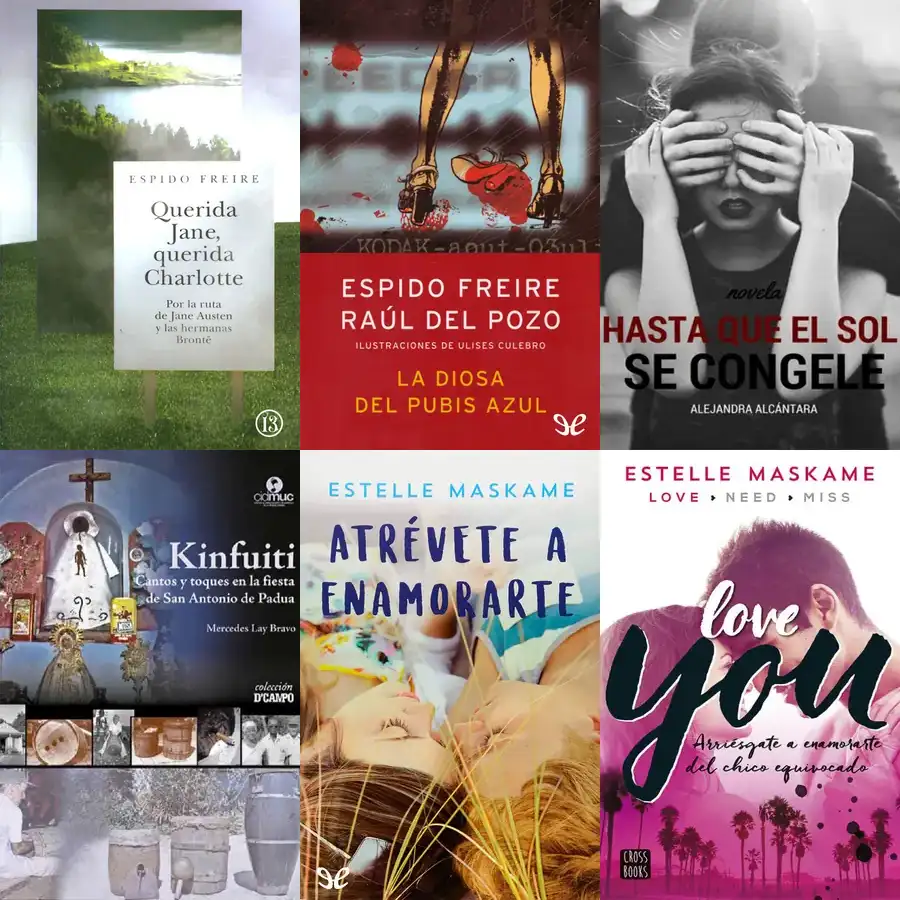 ESPIDO FREIRE
Querida
Jane,
querida
Charlotte
Por la ruta
de Jane Austen
y las hermanas
Brontë
13
KODAK-aout-03uli
ESPIDO FREIRE
RAÚL DEL POZO
ILUSTRACIONES DE ULISES CULEBRO
LA DIOSA
DEL PUBIS AZUL
novela
HASTA QUE EL SOL
SE CONGELE
ALEJANDRA ALCÁNTARA
cidmuc
Kinfuiti
Cantos y toques en la fiesta
de San Antonio de Padua
Mercedes Lay Bravo
colección
D'CAMPO
ESTELLE MASKAME
ATRÉVETE A
ENAMORARTE
ESTELLE MASKAME
LOVE NEED MISS
love
you
Arriésgate a enamorarte
del chico equivocado
CROSS
BOOKS